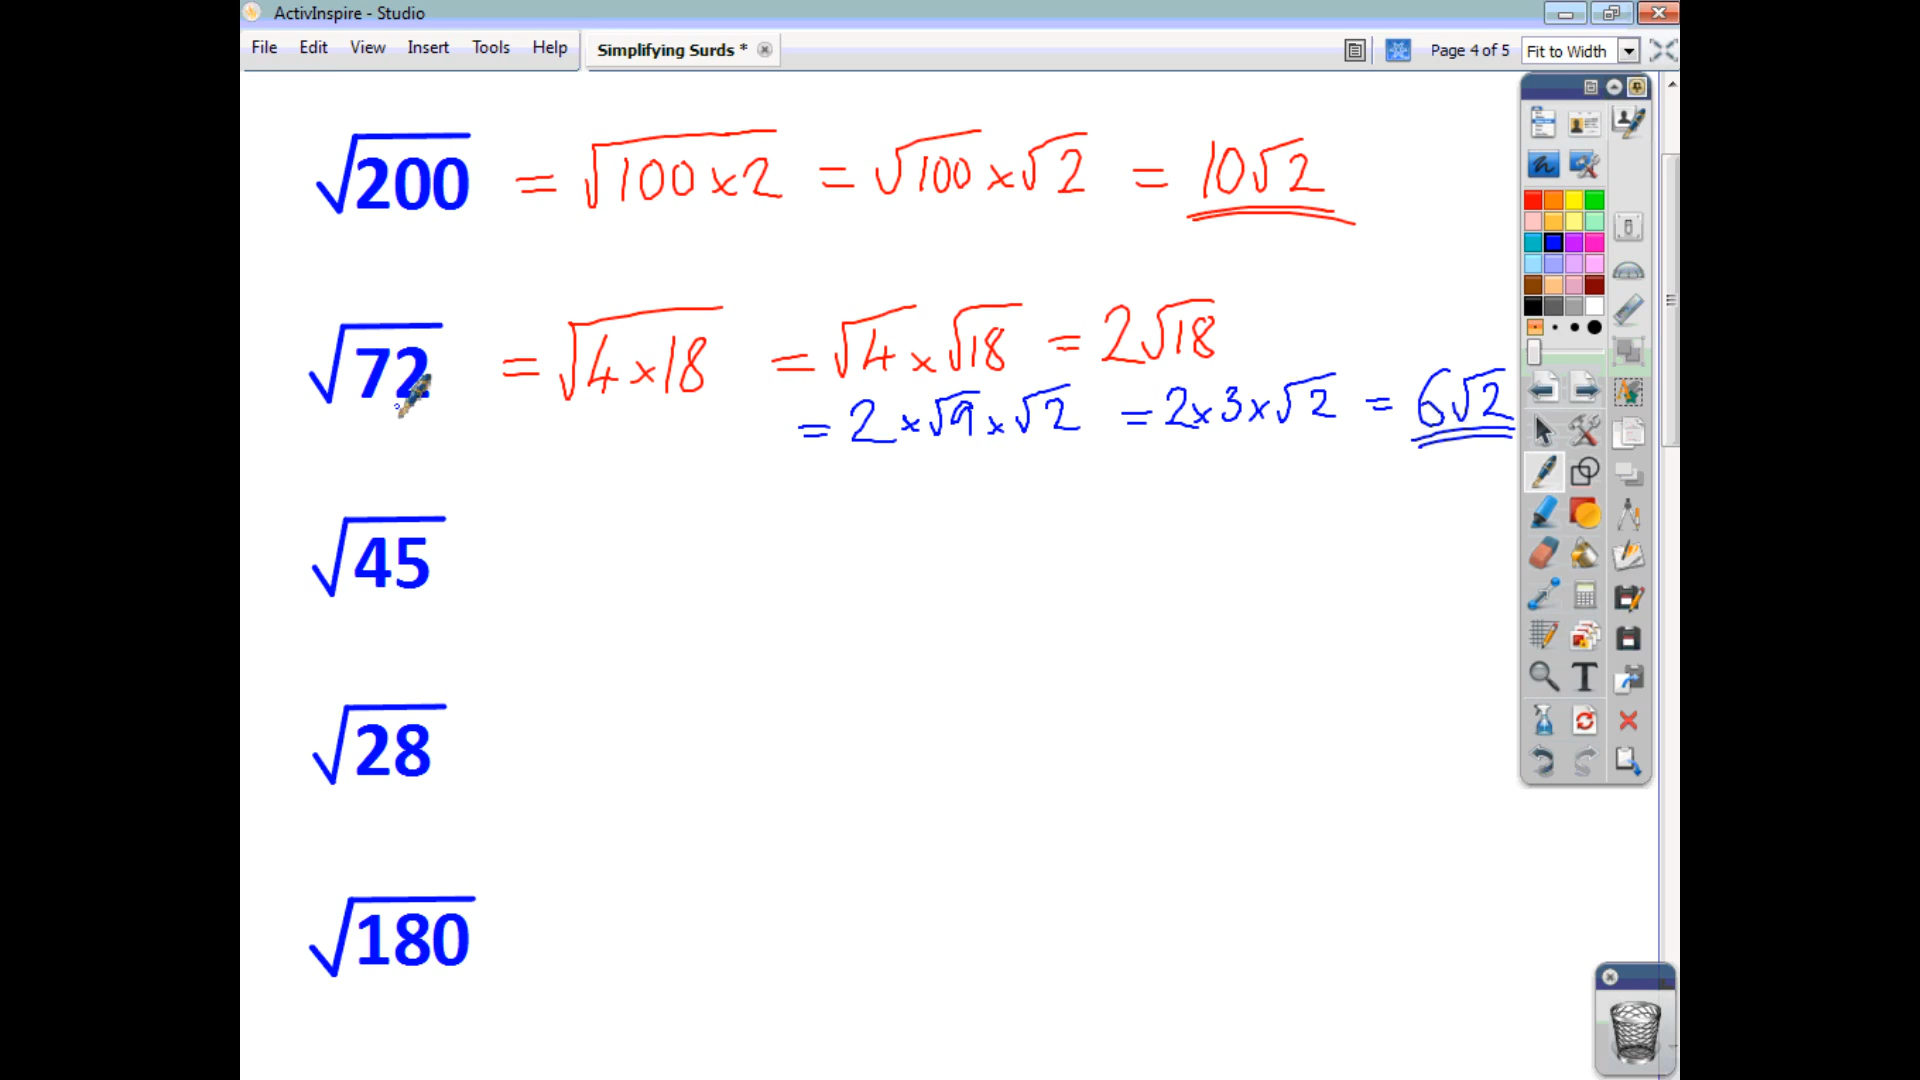 ActivInspire - Studio
File Edit View Insert Tools Help Simplifying Surds * Page 4 of 5 Fit to Width
√200 = √100 × 2 = √100 × √2 = 10√2
√72 = √4 × 18 = √4 × √18 = 2√18
= 2 × √9 × √2 = 2 × 3 × √2 = 6√2
√45
√28
√180